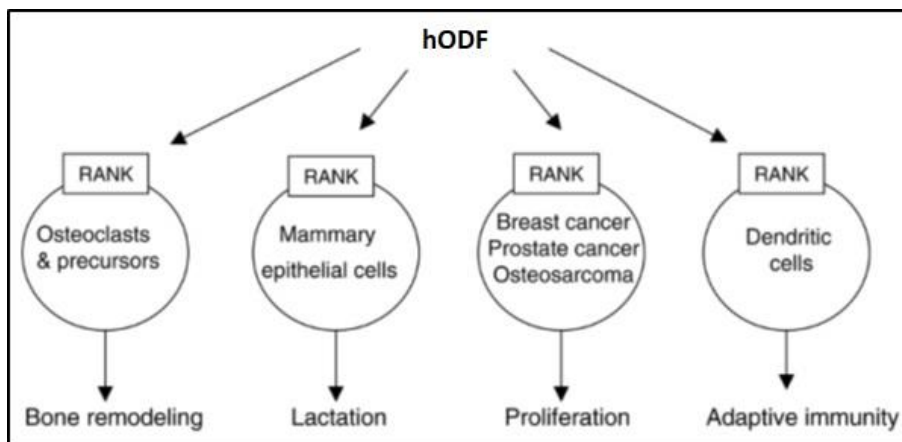 hODF
RANK
RANK
RANK
RANK
Osteoclasts
& precursors
Mammary
epithelial cells
Breast cancer
Prostate cancer
Osteosarcoma
Dendritic
cells
Bone remodeling
Lactation
Proliferation
Adaptive immunity